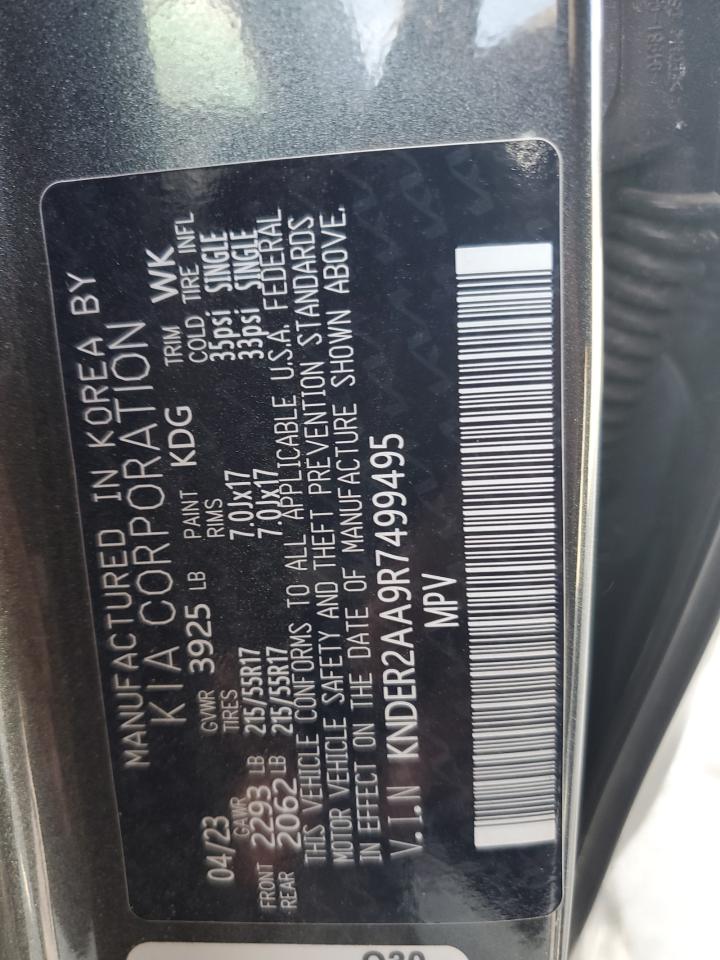 MANUFACTURED IN KOREA BY
KIA CORPORATION
04/23 GVWR 3925 LB PAINT KDG TRIM WK
GAWR TIRES RIMS COLD TIRE INFL
FRONT 2293 LB 215/55R17 7.0Jx17 35psi SINGLE
REAR 2062 LB 215/55R17 7.0Jx17 33psi SINGLE
THIS VEHICLE CONFORMS TO ALL APPLICABLE U.S.A. FEDERAL
MOTOR VEHICLE SAFETY AND THEFT PREVENTION STANDARDS
IN EFFECT ON THE DATE OF MANUFACTURE SHOWN ABOVE.
V.I.N KNDER2AA9R7499495
MPV